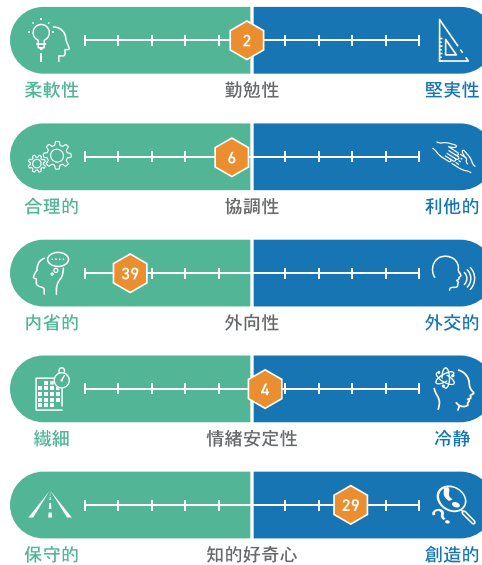 2
柔軟性 勤勉性 堅実性
6
合理的 協調性 利他的
39
内省的 外向性 外交的
4
繊細 情緒安定性 冷静
29
保守的 知的好奇心 創造的